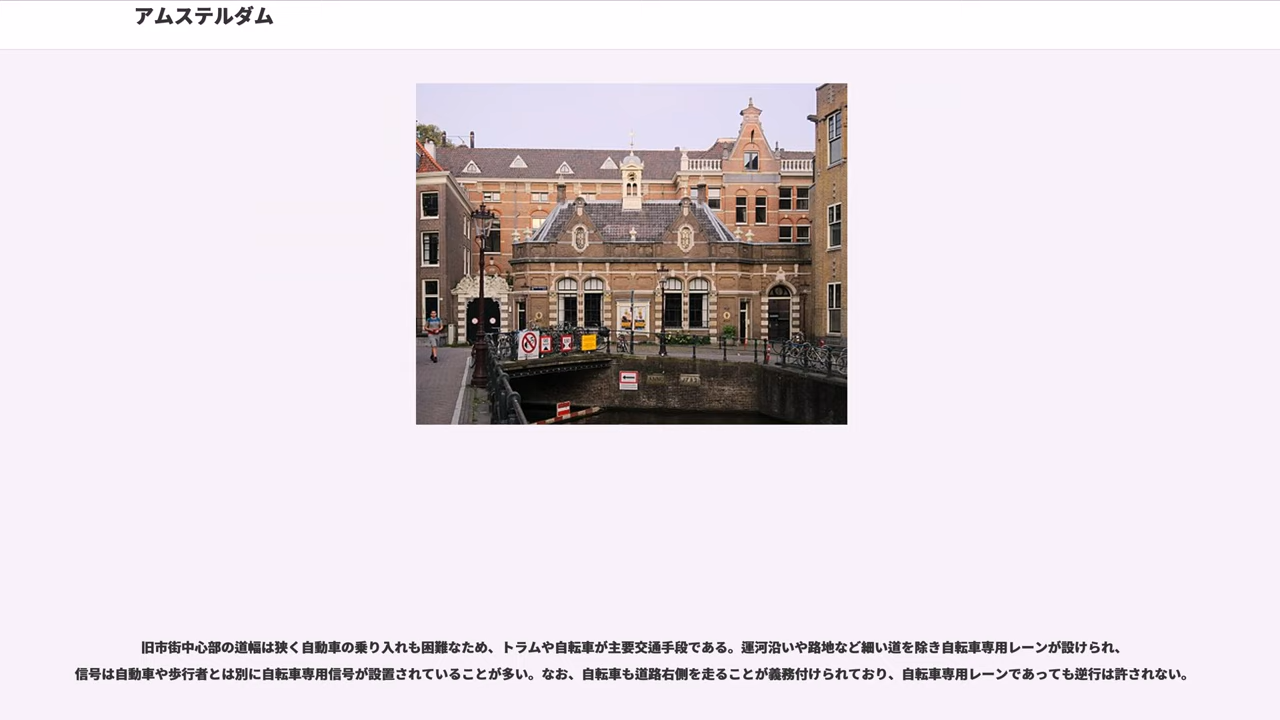 アムステルダム
旧市街中心部の道幅は狭く自動車の乗り入れも困難なため、トラムや自転車が主要交通手段である。運河沿いや路地など細い道を除き自転車専用レーンが設けられ、
信号は自動車や歩行者とは別に自転車専用信号が設置されていることが多い。なお、自転車も道路右側を走ることが義務付けられており、自転車専用レーンであっても逆行は許されない。